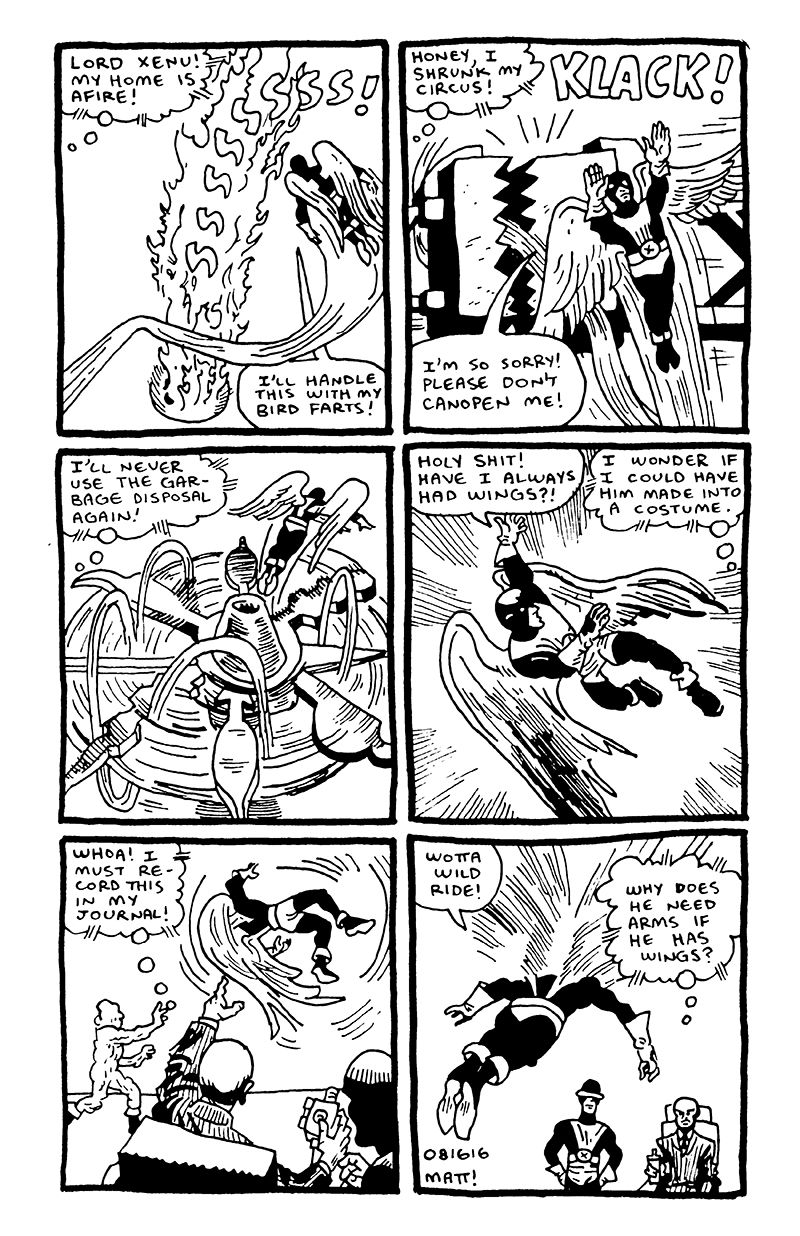 LORD XENU!
MY HOME IS
AFIRE!
SSSSSSSS!
I'LL HANDLE
THIS WITH MY
BIRD FARTS!
HONEY, I
SHRUNK MY
CIRCUS!
KLACK!
I'M SO SORRY!
PLEASE DON'T
CANOPEN ME!
X
I'LL NEVER
USE THE GAR-
BAGE DISPOSAL
AGAIN!
HOLY SHIT!
HAVE I ALWAYS
HAD WINGS?!
I WONDER IF
I COULD HAVE
HIM MADE INTO
A COSTUME.
WHOA! I
MUST RE-
CORD THIS
IN MY
JOURNAL!
WOTTA
WILD
RIDE!
WHY DOES
HE NEED
ARMS IF
HE HAS
WINGS?
X
081616
MATT!